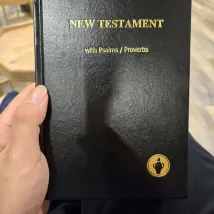 NEW TESTAMENT
with Psalms / Proverbs